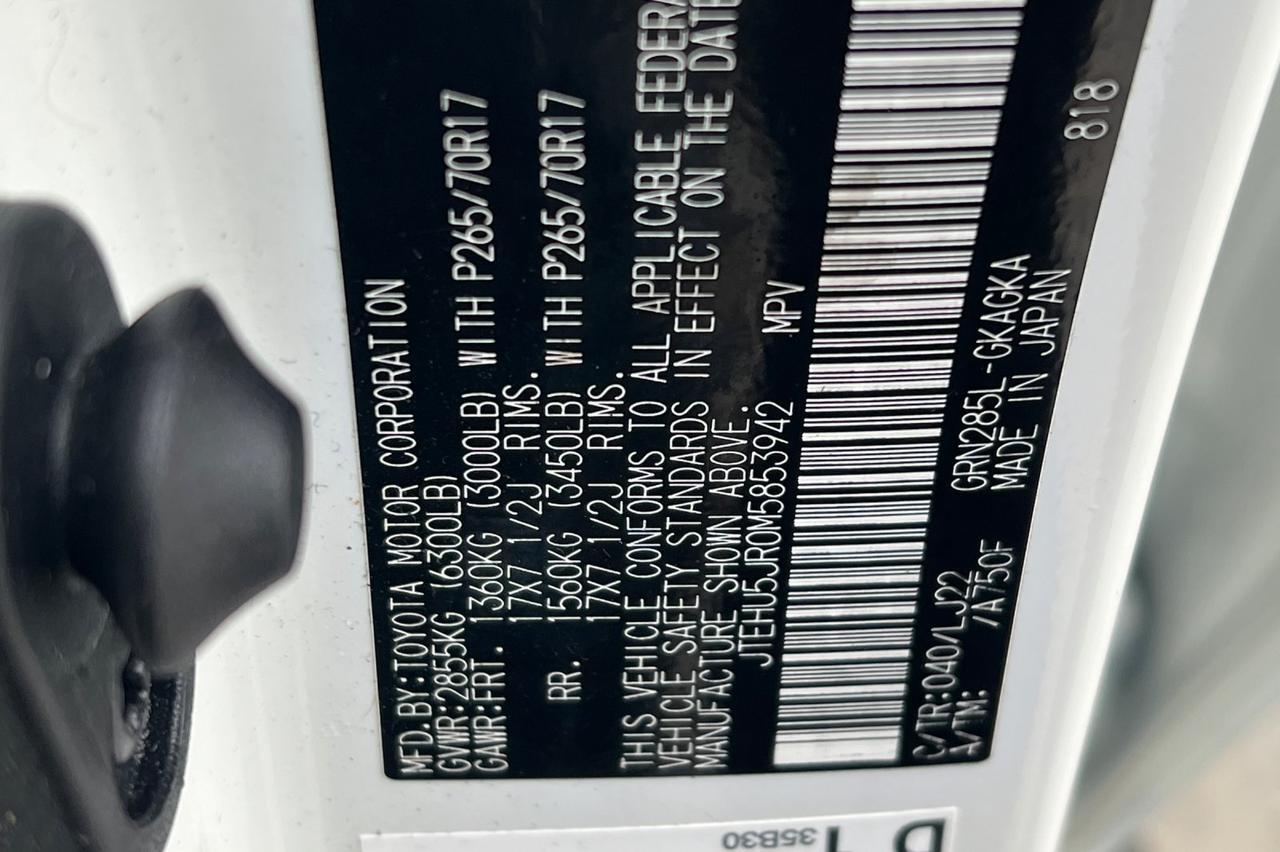 MFD.BY:TOYOTA MOTOR CORPORATION
GVWR:2855KG (6300LB)
GAWR:FRT. 1360KG (3000LB) WITH P265/70R17
17X7 1/2J RIMS.
RR. 1560KG (3450LB) WITH P265/70R17
17X7 1/2J RIMS.
THIS VEHICLE CONFORMS TO ALL APPLICABLE FEDERA
VEHICLE SAFETY STANDARDS IN EFFECT ON THE DATE
MANUFACTURE SHOWN ABOVE.
JTEHU5JR0M5853942 MPV
C/TR:040/LJ22 GRN285L-GKAGKA
A/TM: /A750F MADE IN JAPAN
818
35B30